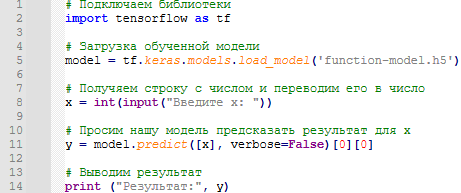 1 # Подключаем библиотеки
2 import tensorflow as tf
3
4 # Загрузка обученной модели
5 model = tf.keras.models.load_model('function-model.h5')
6
7 # Получяем строку с числом и переводим его в число
8 x = int(input("Введите x: "))
9
10 # Просим нашу модель предсказать результат для x
11 y = model.predict([x], verbose=False)[0][0]
12
13 # Выводим результат
14 print ("Результат:", y)